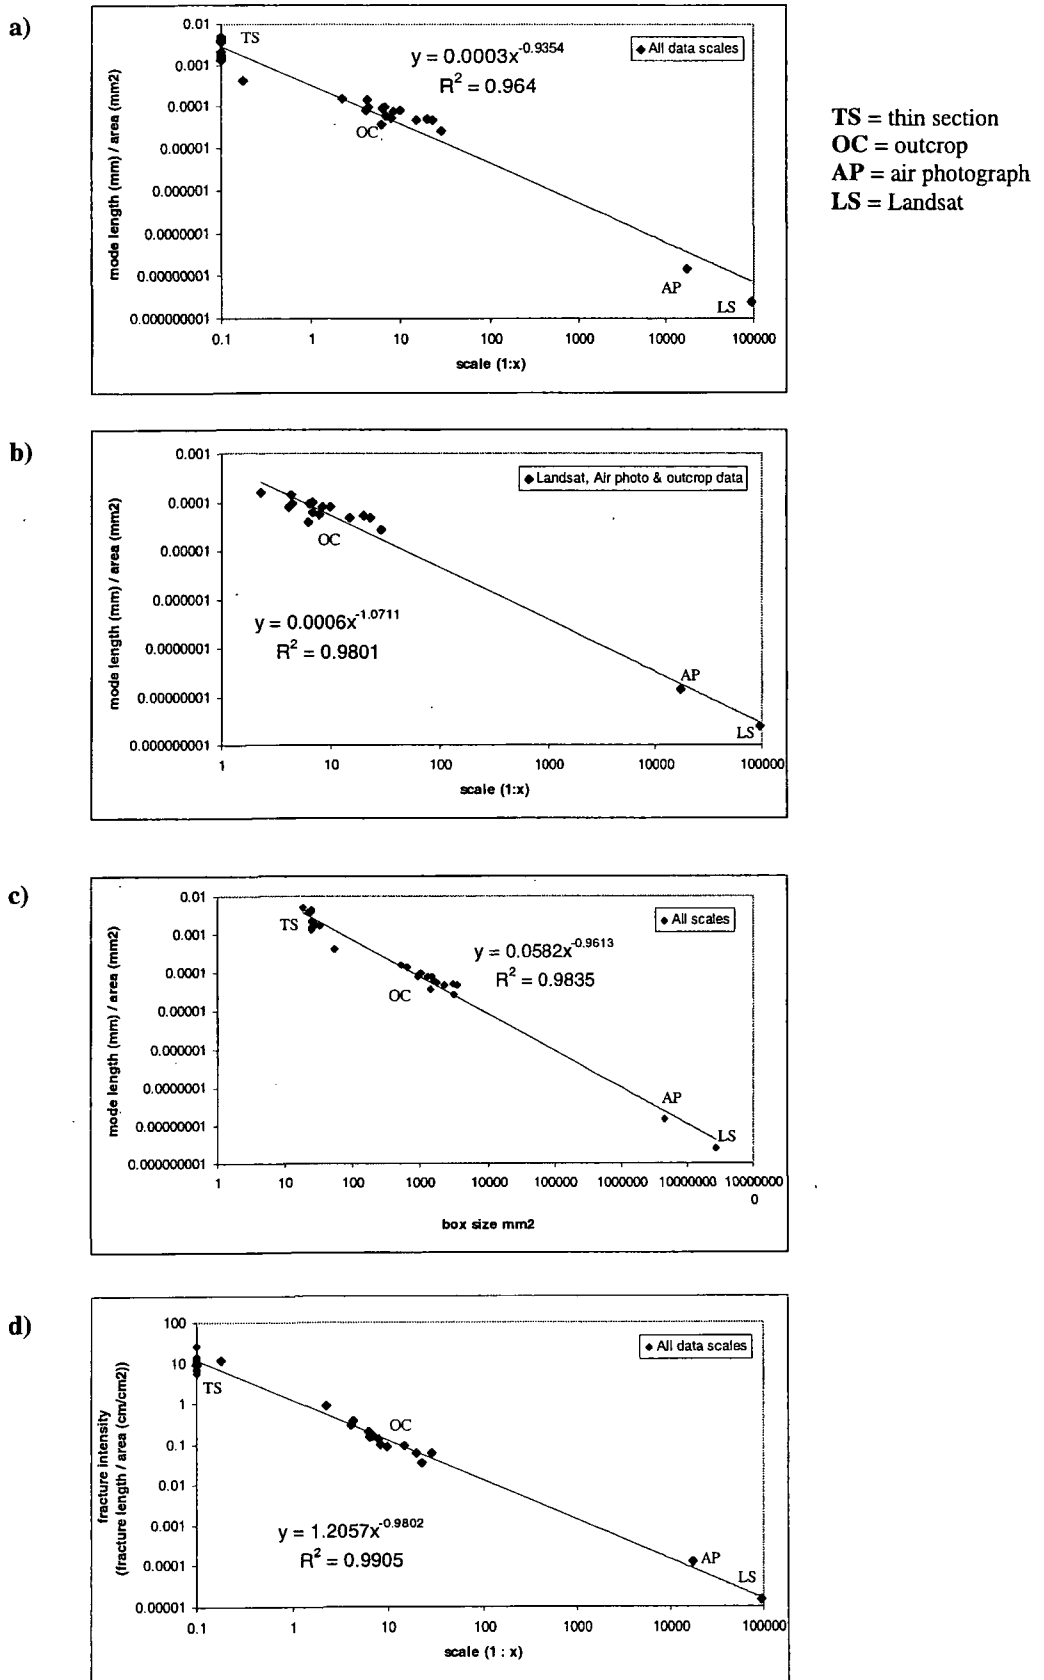 a)
0.01
0.001
0.0001
0.00001
0.000001
0.0000001
0.00000001
0.000000001
mode length (mm) / area (mm2)
TS
y = 0.0003x^-0.9354
R^2 = 0.964
All data scales
OC
AP
LS
0.1 1 10 100 1000 10000 100000
scale (1:x)
TS = thin section
OC = outcrop
AP = air photograph
LS = Landsat
b)
0.001
0.0001
0.00001
0.000001
0.0000001
0.00000001
0.000000001
mode length (mm) / area (mm2)
Landsat, Air photo & outcrop data
OC
y = 0.0006x^-1.0711
R^2 = 0.9801
AP
LS
1 10 100 1000 10000 100000
scale (1:x)
c)
0.01
0.001
0.0001
0.00001
0.000001
0.0000001
0.00000001
0.000000001
mode length (mm) / area (mm2)
All scales
TS
y = 0.0582x^-0.9613
R^2 = 0.9835
OC
AP
LS
1 10 100 1000 10000 100000 1000000 10000000 10000000
0
box size mm2
d)
100
10
1
0.1
0.01
0.001
0.0001
0.00001
fracture intensity
(fracture length / area (cm/cm2))
All data scales
TS
OC
y = 1.2057x^-0.9802
R^2 = 0.9905
AP
LS
0.1 1 10 100 1000 10000 100000
scale (1 : x)